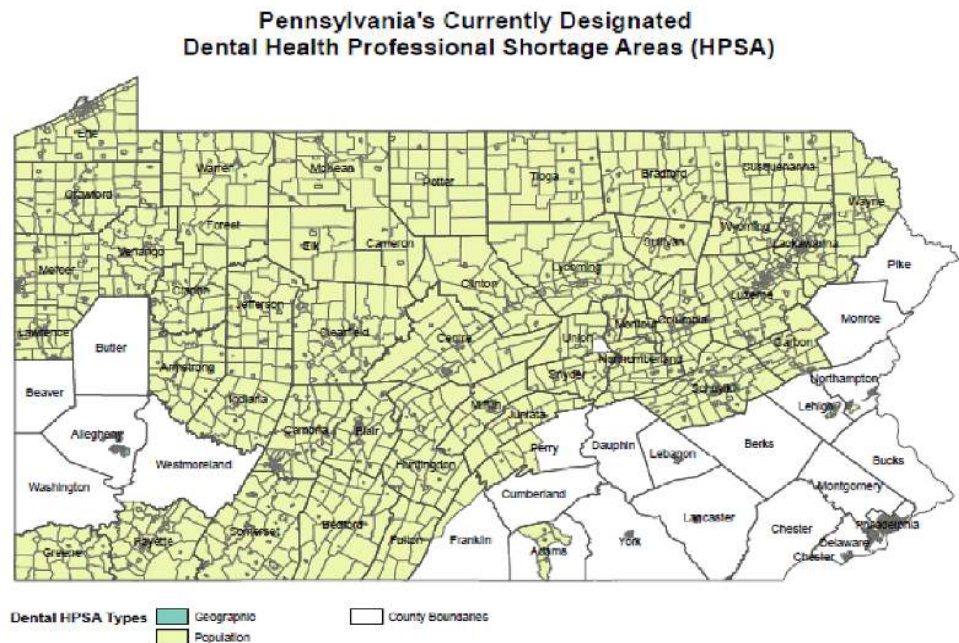 Pennsylvania's Currently Designated
Dental Health Professional Shortage Areas (HPSA)
Erie
Warren
McKean
Potter
Tioga
Bradford
Susquehanna
Crawford
Wayne
Forest
Elk
Cameron
Sullivan
Wyoming
Lackawanna
Venango
Mercer
Lycoming
Pike
Clarion
Jefferson
Clinton
Luzerne
Lawrence
Clearfield
Centre
Union
Montour
Columbia
Monroe
Butler
Carbon
Armstrong
Snyder
Northumberland
Beaver
Indiana
Mifflin
Juniata
Schuylkill
Northampton
Lehigh
Allegheny
Cambria
Blair
Perry
Dauphin
Lebanon
Berks
Bucks
Westmoreland
Huntingdon
Washington
Cumberland
Montgomery
Greene
Fayette
Somerset
Bedford
Fulton
Franklin
Adams
York
Lancaster
Chester
Philadelphia
Delaware
Chester
Dental HPSA Types
Geographic
County Boundaries
Population